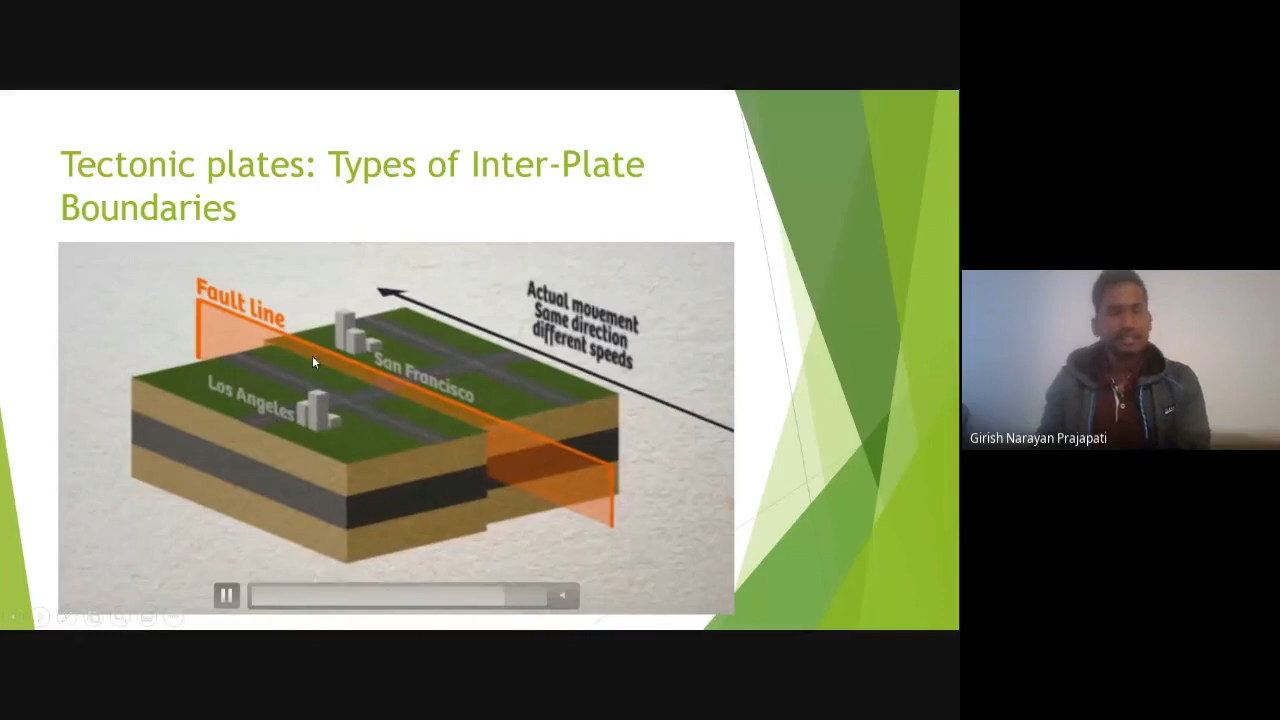 Tectonic plates: Types of Inter-Plate
Boundaries
Fault line
Actual movement
Same direction
different speeds
San Francisco
Los Angeles
Girish Narayan Prajapati